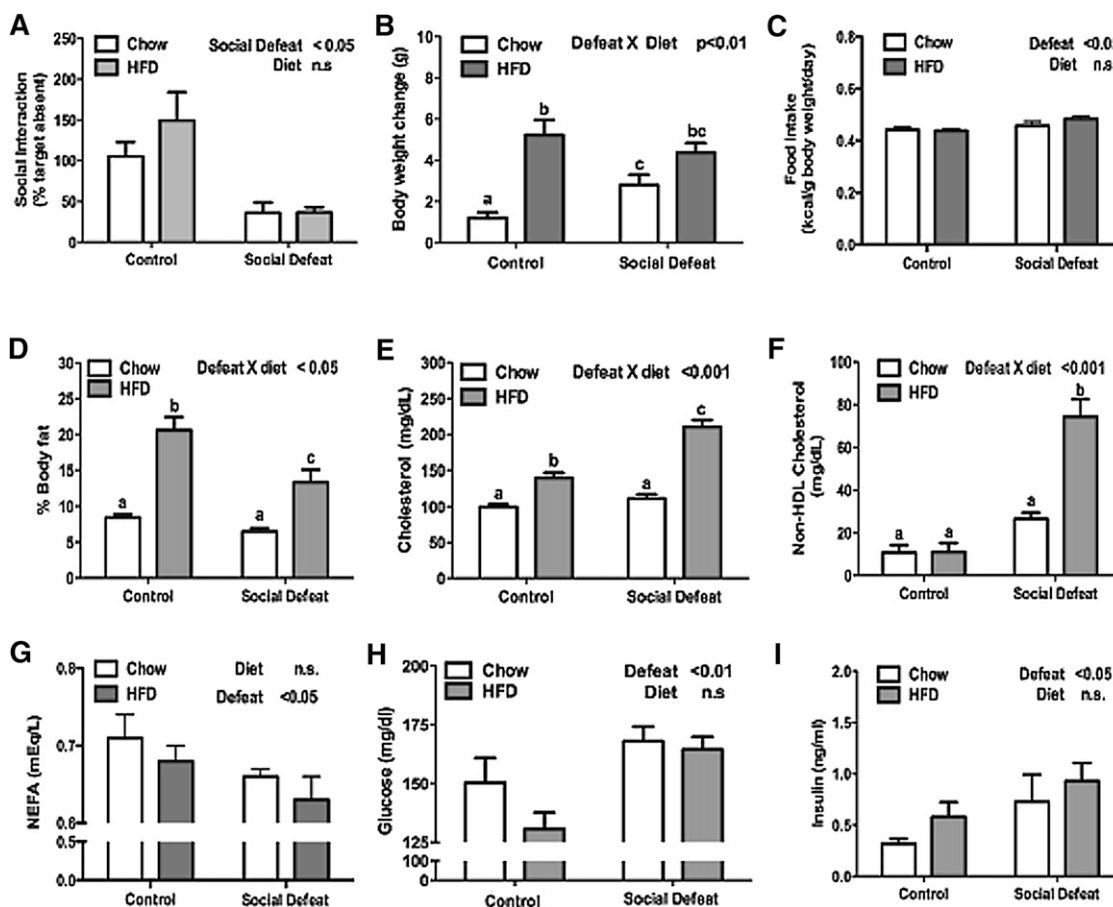 A
Social Interaction
(% target absent)
250
200
150
100
50
0
Chow
HFD
Social Defeat < 0.05
Diet n.s
Control
Social Defeat
B
Body weight change (g)
10
8
6
4
2
0
Chow
HFD
Defeat X Diet p<0.01
a
b
c
bc
Control
Social Defeat
C
Food Intake
(kcal/g body weight/day)
0.8
0.6
0.4
0.2
0.0
Chow
HFD
Defeat <0.0
Diet n.s
Control
Social Defeat
D
% Body fat
30
25
20
15
10
5
0
Chow
HFD
Defeat X diet < 0.05
a
b
a
c
Control
Social Defeat
E
Cholesterol (mg/dL)
300
250
200
150
100
50
0
Chow
HFD
Defeat X diet <0.001
a
b
a
c
Control
Social Defeat
F
Non-HDL Cholesterol
(mg/dL)
100
80
60
40
20
0
Chow
HFD
Defeat X diet <0.001
a
a
a
b
Control
Social Defeat
G
NEFA (mEq/L)
0.8
0.7
0.6
0.5
0.0
Chow
HFD
Diet n.s.
Defeat <0.05
Control
Social Defeat
H
Glucose (mg/dl)
200
175
150
125
100
0
Chow
HFD
Defeat <0.01
Diet n.s
Control
Social Defeat
I
Insulin (ng/ml)
2.0
1.5
1.0
0.5
0.0
Chow
HFD
Defeat <0.05
Diet n.s.
Control
Social Defeat